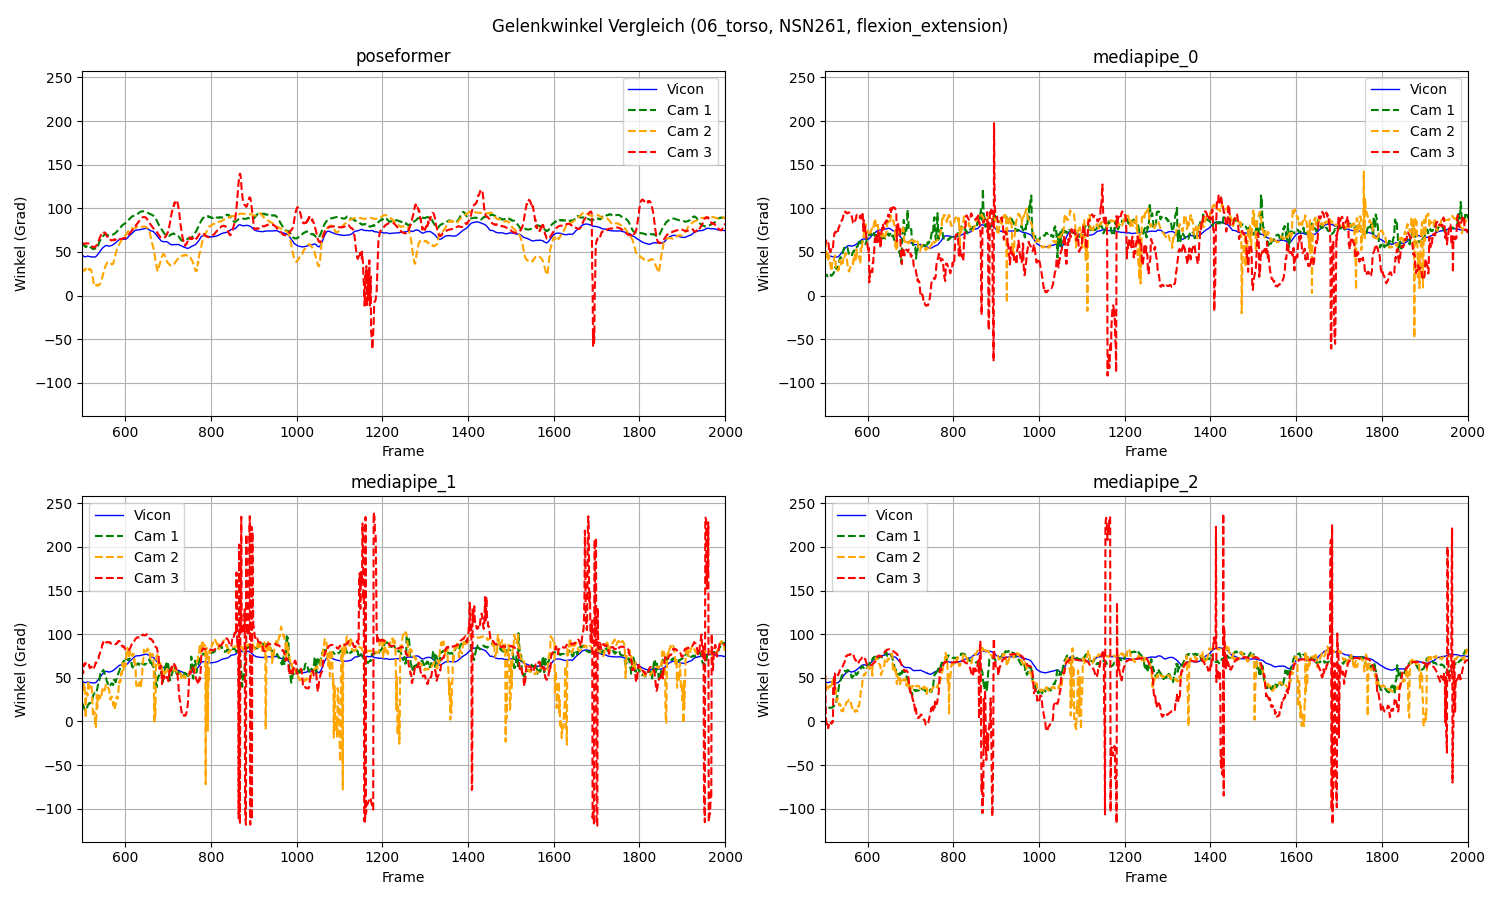 Gelenkwinkel Vergleich (06_torso, NSN261, flexion_extension)
poseformer
250
200
150
100
50
0
−50
−100
Winkel (Grad)
600
800
1000
1200
1400
1600
1800
2000
Frame
Vicon
Cam 1
Cam 2
Cam 3
mediapipe_0
250
200
150
100
50
0
−50
−100
Winkel (Grad)
600
800
1000
1200
1400
1600
1800
2000
Frame
Vicon
Cam 1
Cam 2
Cam 3
mediapipe_1
250
200
150
100
50
0
−50
−100
Winkel (Grad)
600
800
1000
1200
1400
1600
1800
2000
Frame
Vicon
Cam 1
Cam 2
Cam 3
mediapipe_2
250
200
150
100
50
0
−50
−100
Winkel (Grad)
600
800
1000
1200
1400
1600
1800
2000
Frame
Vicon
Cam 1
Cam 2
Cam 3